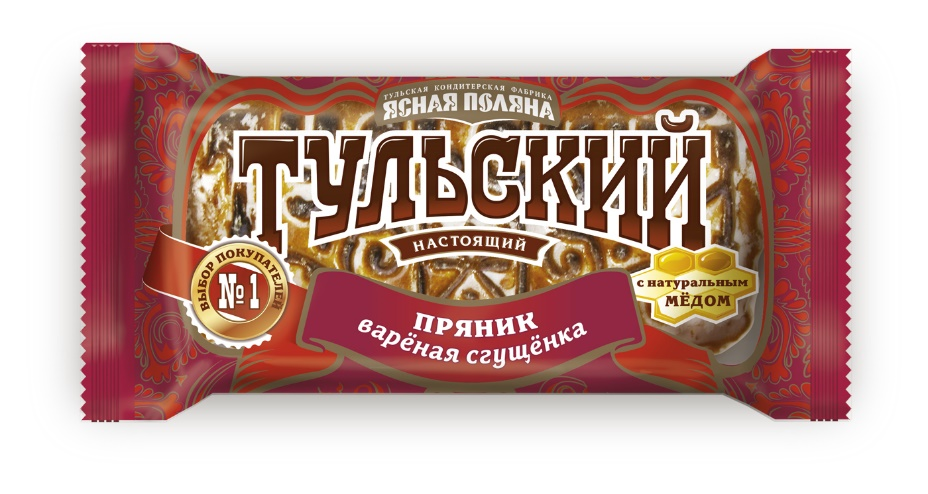 ТУЛЬСКАЯ КОНДИТЕРСКАЯ ФАБРИКА
ЯСНАЯ ПОЛЯНА
ТУЛЬСКИЙ
НАСТОЯЩИЙ
ВЫБОР ПОКУПАТЕЛЕЙ
№1
с натуральным
МЁДОМ
ПРЯНИК
варёная сгущёнка